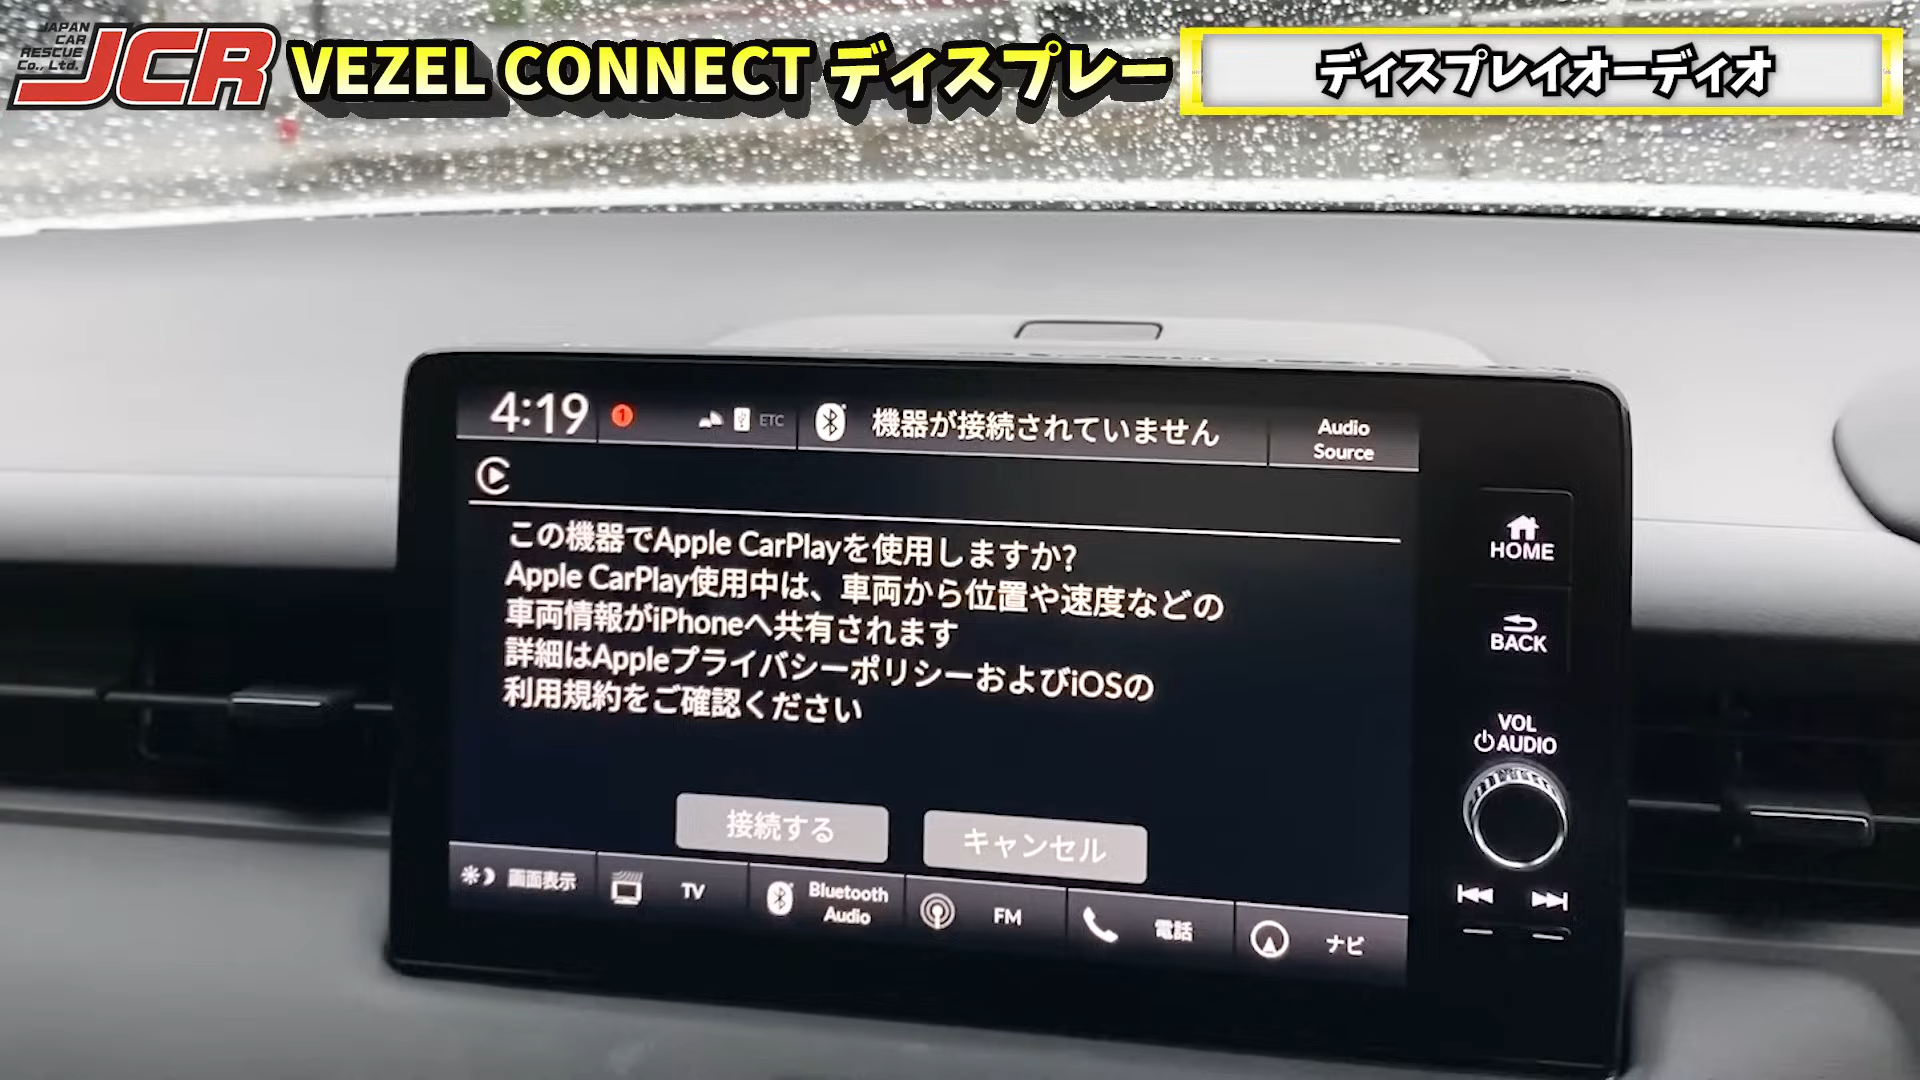 JAPAN
CAR
RESCUE
Co., Ltd.
JCR
VEZEL CONNECT ディスプレー
ディスプレイオーディオ
4:19
1
ETC
機器が接続されていません
Audio
Source
この機器でApple CarPlayを使用しますか?
Apple CarPlay使用中は、車両から位置や速度などの
車両情報がiPhoneへ共有されます
詳細はAppleプライバシーポリシーおよびiOSの
利用規約をご確認ください
接続する
キャンセル
画面表示
TV
Bluetooth
Audio
FM
電話
ナビ
HOME
BACK
VOL
AUDIO